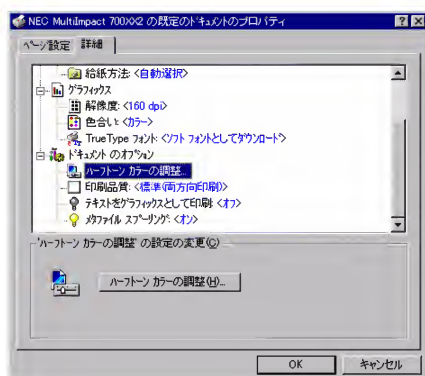 NEC MultiImpact 700XX2 の既定のドキュメントのプロパティ
ページ設定 詳細
給紙方法: <自動選択>
グラフィックス
解像度: <160 dpi>
色合い: <カラー>
TrueType フォント: <ソフト フォントとしてダウンロード>
ドキュメント のオプション
ハーフトーン カラーの調整...
印刷品質: <標準(両方向印刷)>
テキストをグラフィックスとして印刷: <オフ>
メタファイル スプーリング: <オン>
'ハーフトーン カラーの調整' の設定の変更(C)
ハーフトーン カラーの調整(H)...
OK キャンセル